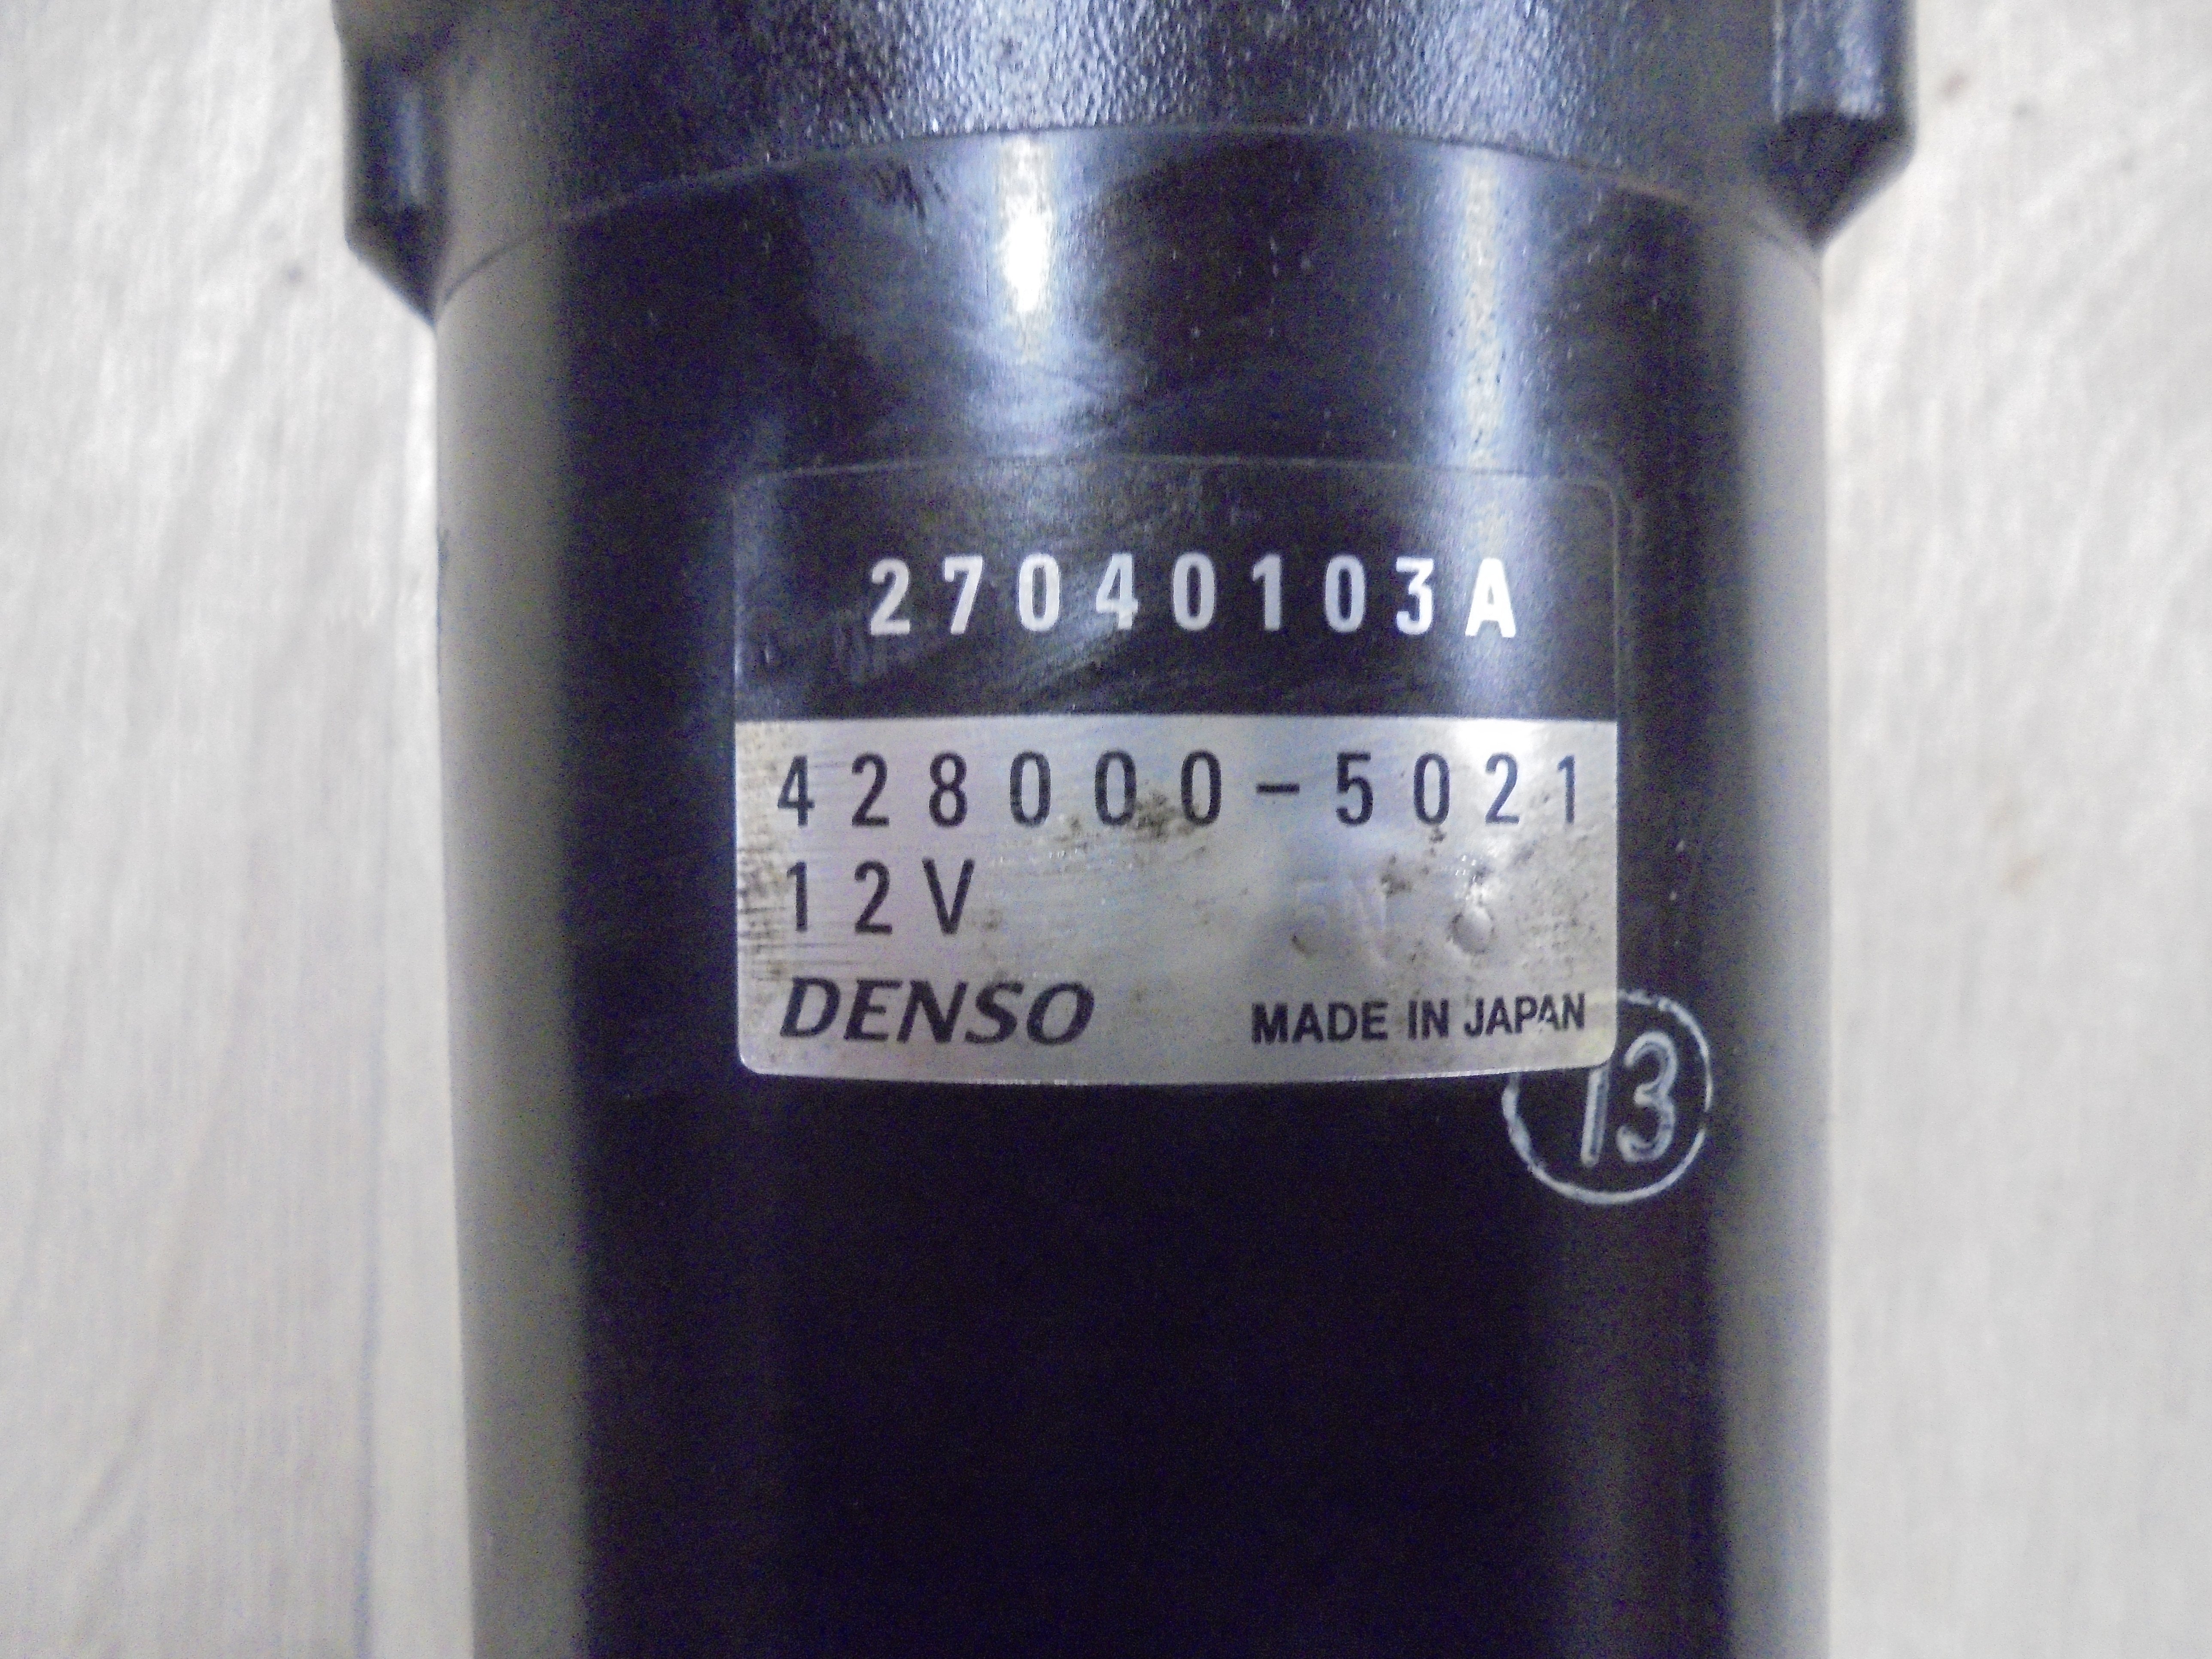 27040103A
428000-5021
12V
DENSO MADE IN JAPAN
13